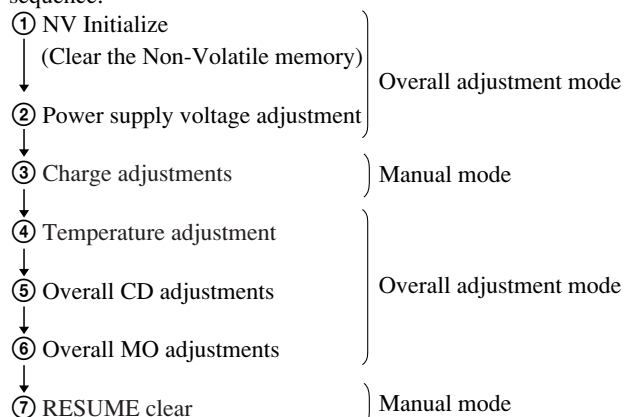 sequence.
① NV Initialize
(Clear the Non-Volatile memory)
Overall adjustment mode
② Power supply voltage adjustment
③ Charge adjustments
Manual mode
④ Temperature adjustment
⑤ Overall CD adjustments
Overall adjustment mode
⑥ Overall MO adjustments
⑦ RESUME clear
Manual mode